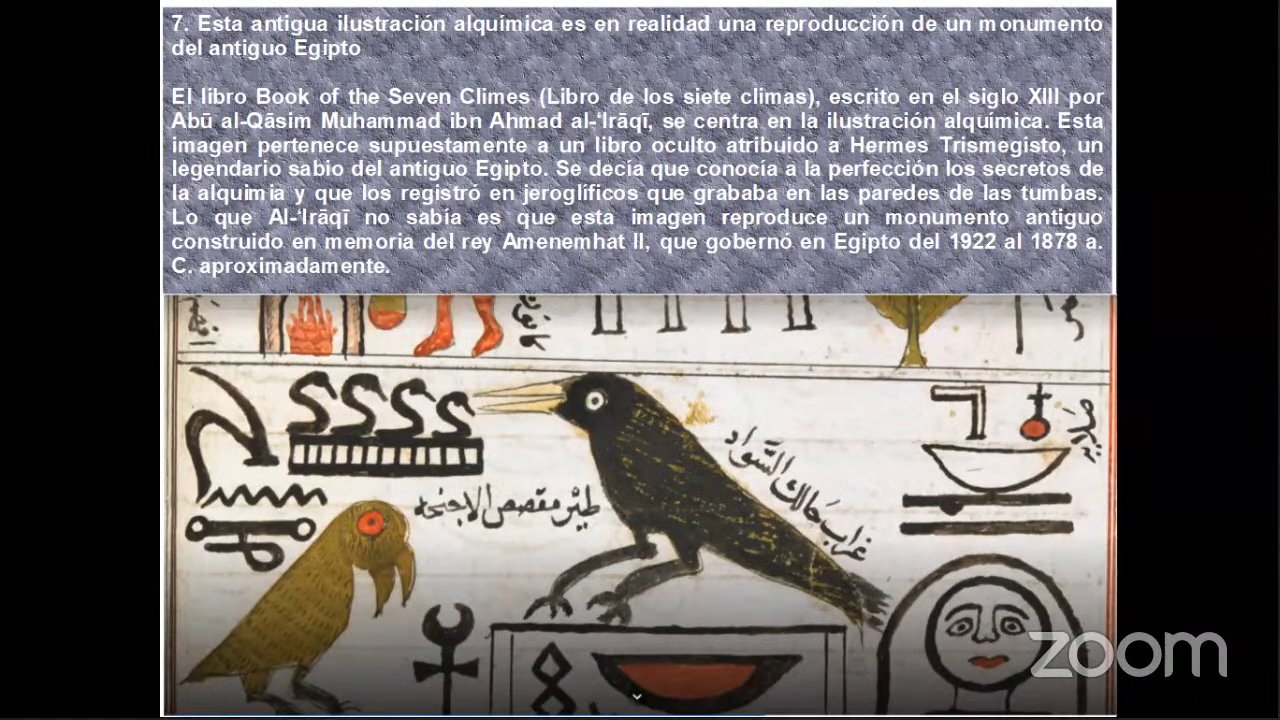 7. Esta antigua ilustración alquímica es en realidad una reproducción de un monumento
del antiguo Egipto
El libro Book of the Seven Climes (Libro de los siete climas), escrito en el siglo XIII por
Abū al-Qāsim Muhammad ibn Ahmad al-‘Irāqī, se centra en la ilustración alquímica. Esta
imagen pertenece supuestamente a un libro oculto atribuido a Hermes Trismegisto, un
legendario sabio del antiguo Egipto. Se decía que conocía a la perfección los secretos de
la alquimia y que los registró en jeroglíficos que grababa en las paredes de las tumbas.
Lo que Al-‘Irāqī no sabía es que esta imagen reproduce un monumento antiguo
construido en memoria del rey Amenemhat II, que gobernó en Egipto del 1922 al 1878 a.
C. aproximadamente.
غراب حالك السواد
طير مقصص الاجنحه
zoom